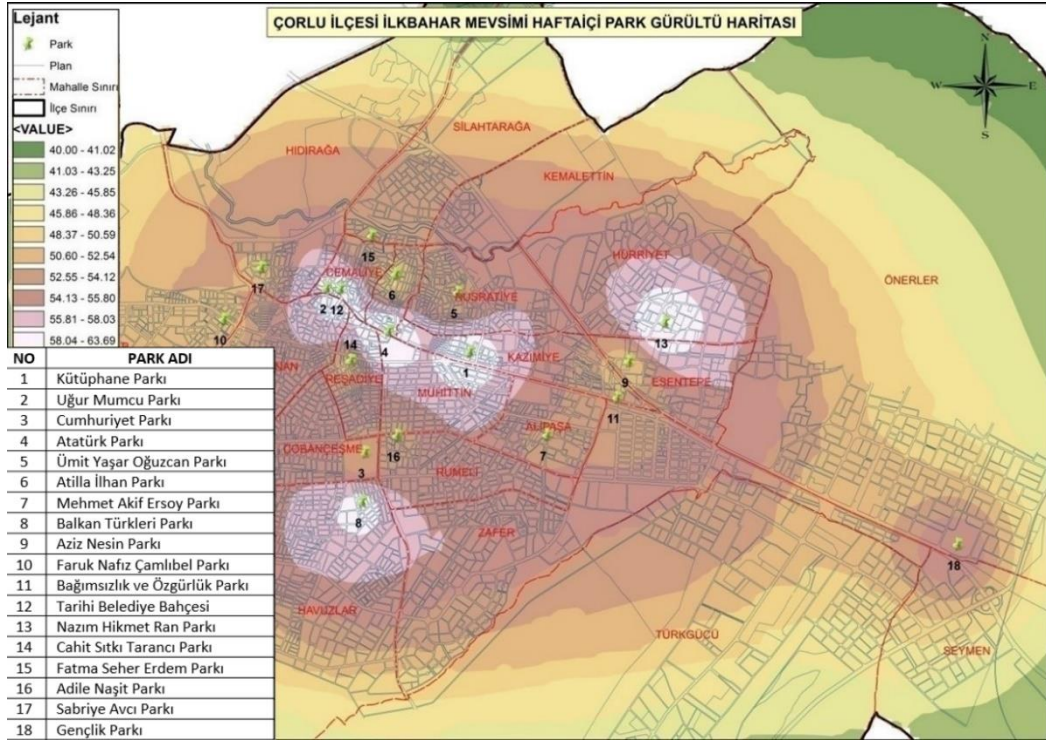 ÇORLU İLÇESİ İLKBAHAR MEVSİMİ HAFTAİÇİ PARK GÜRÜLTÜ HARİTASI
Lejant
Park
Plan
Mahalle Sınırı
İlçe Sınırı
<VALUE>
40.00 - 41.02
41.03 - 43.25
43.26 - 45.85
45.86 - 48.36
48.37 - 50.59
50.60 - 52.54
52.55 - 54.12
54.13 - 55.80
55.81 - 58.03
58.04 - 63.69
NO PARK ADI
1 Kütüphane Parkı
2 Uğur Mumcu Parkı
3 Cumhuriyet Parkı
4 Atatürk Parkı
5 Ümit Yaşar Oğuzcan Parkı
6 Atilla İlhan Parkı
7 Mehmet Akif Ersoy Parkı
8 Balkan Türkleri Parkı
9 Aziz Nesin Parkı
10 Faruk Nafız Çamlıbel Parkı
11 Bağımsızlık ve Özgürlük Parkı
12 Tarihi Belediye Bahçesi
13 Nazım Hikmet Ran Parkı
14 Cahit Sıtkı Tarancı Parkı
15 Fatma Seher Erdem Parkı
16 Adile Naşit Parkı
17 Sabriye Avcı Parkı
18 Gençlik Parkı
N
W E
S
SİLAHTARAĞA
HIDIRAĞA
KEMALETTİN
HÜRRİYET
ÖNERLER
15
CEMALİYE
17
6
NUSRATİYE
2 12
5
10
13
14
4
KAZIMİYE
NAN
1
REŞADİYE
9
ESENTEPE
MUHİTTİN
11
ALİPAŞA
ÇOBANÇEŞME
16
7
3
RUMELİ
8
ZAFER
18
HAVUZLAR
TÜRKGÜCÜ
SEYMEN